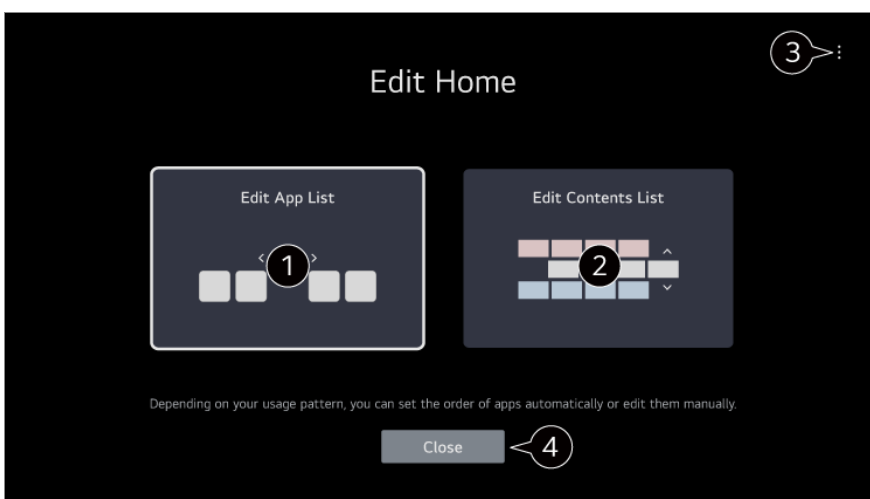 3
Edit Home
Edit App List
Edit Contents List
1
2
Depending on your usage pattern, you can set the order of apps automatically or edit them manually.
Close
4